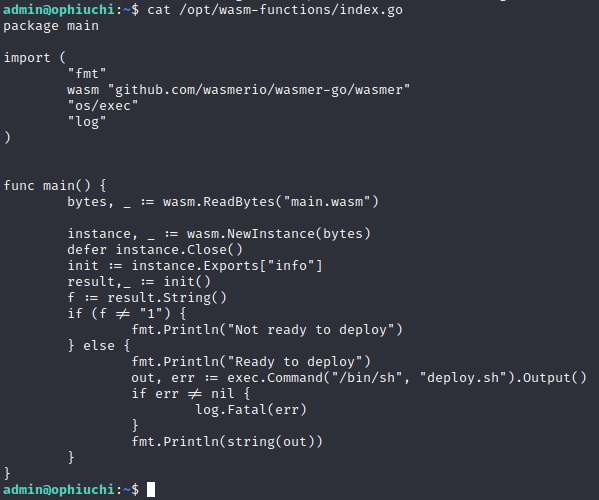 admin@ophiuchi:~$ cat /opt/wasm-functions/index.go
package main

import (
        "fmt"
        wasm "github.com/wasmerio/wasmer-go/wasmer"
        "os/exec"
        "log"
)


func main() {
        bytes, _ := wasm.ReadBytes("main.wasm")

        instance, _ := wasm.NewInstance(bytes)
        defer instance.Close()
        init := instance.Exports["info"]
        result,_ := init()
        f := result.String()
        if (f != "1") {
                fmt.Println("Not ready to deploy")
        } else {
                fmt.Println("Ready to deploy")
                out, err := exec.Command("/bin/sh", "deploy.sh").Output()
                if err != nil {
                        log.Fatal(err)
                }
                fmt.Println(string(out))
        }
}
admin@ophiuchi:~$